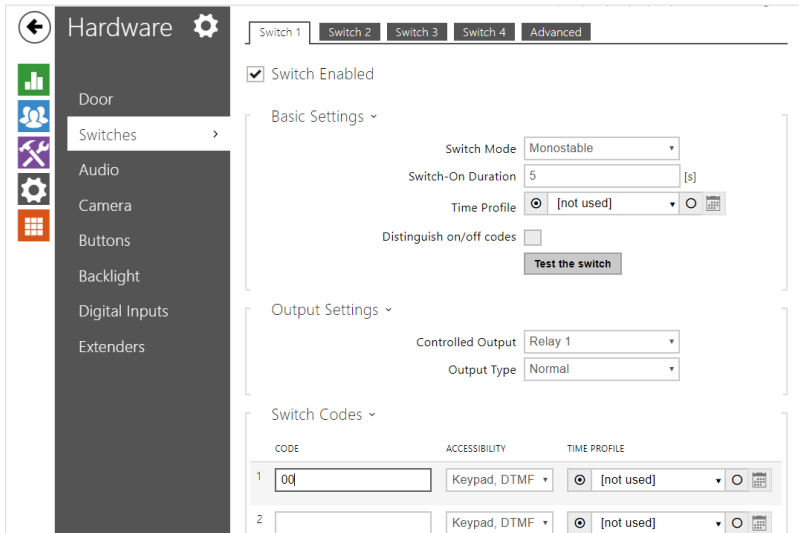 Hardware
Switch 1
Switch 2
Switch 3
Switch 4
Advanced
Switch Enabled
Door
Switches
Audio
Camera
Buttons
Backlight
Digital Inputs
Extenders
Basic Settings
Switch Mode Monostable
Switch-On Duration 5 [s]
Time Profile [not used]
Distinguish on/off codes
Test the switch
Output Settings
Controlled Output Relay 1
Output Type Normal
Switch Codes
CODE ACCESSIBILITY TIME PROFILE
1 00 Keypad, DTMF [not used]
2 Keypad, DTMF [not used]